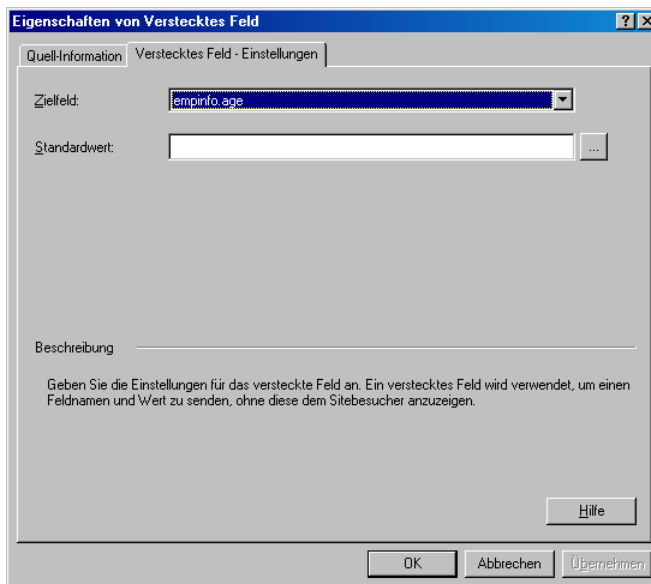 Eigenschaften von Verstecktes Feld
Quell-Information
Verstecktes Feld - Einstellungen
Zielfeld:
empinfo.age
Standardwert:
...
Beschreibung
Geben Sie die Einstellungen für das versteckte Feld an. Ein verstecktes Feld wird verwendet, um einen
Feldnamen und Wert zu senden, ohne diese dem Sitebesucher anzuzeigen.
Hilfe
OK
Abbrechen
Übernehmen